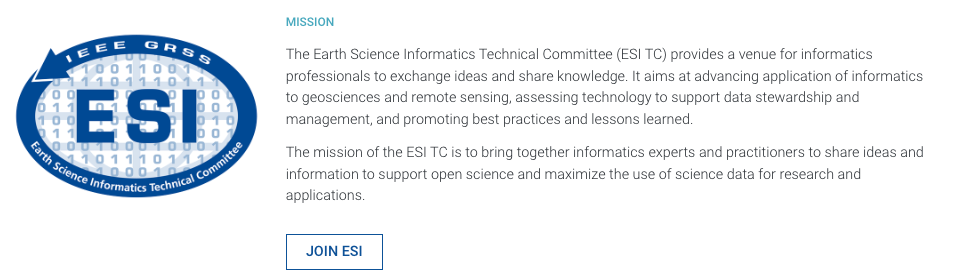 MISSION
IEEE GRSS
ESI
Earth Science Informatics Technical Committee
The Earth Science Informatics Technical Committee (ESI TC) provides a venue for informatics
professionals to exchange ideas and share knowledge. It aims at advancing application of informatics
to geosciences and remote sensing, assessing technology to support data stewardship and
management, and promoting best practices and lessons learned.
The mission of the ESI TC is to bring together informatics experts and practitioners to share ideas and
information to support open science and maximize the use of science data for research and
applications.
JOIN ESI